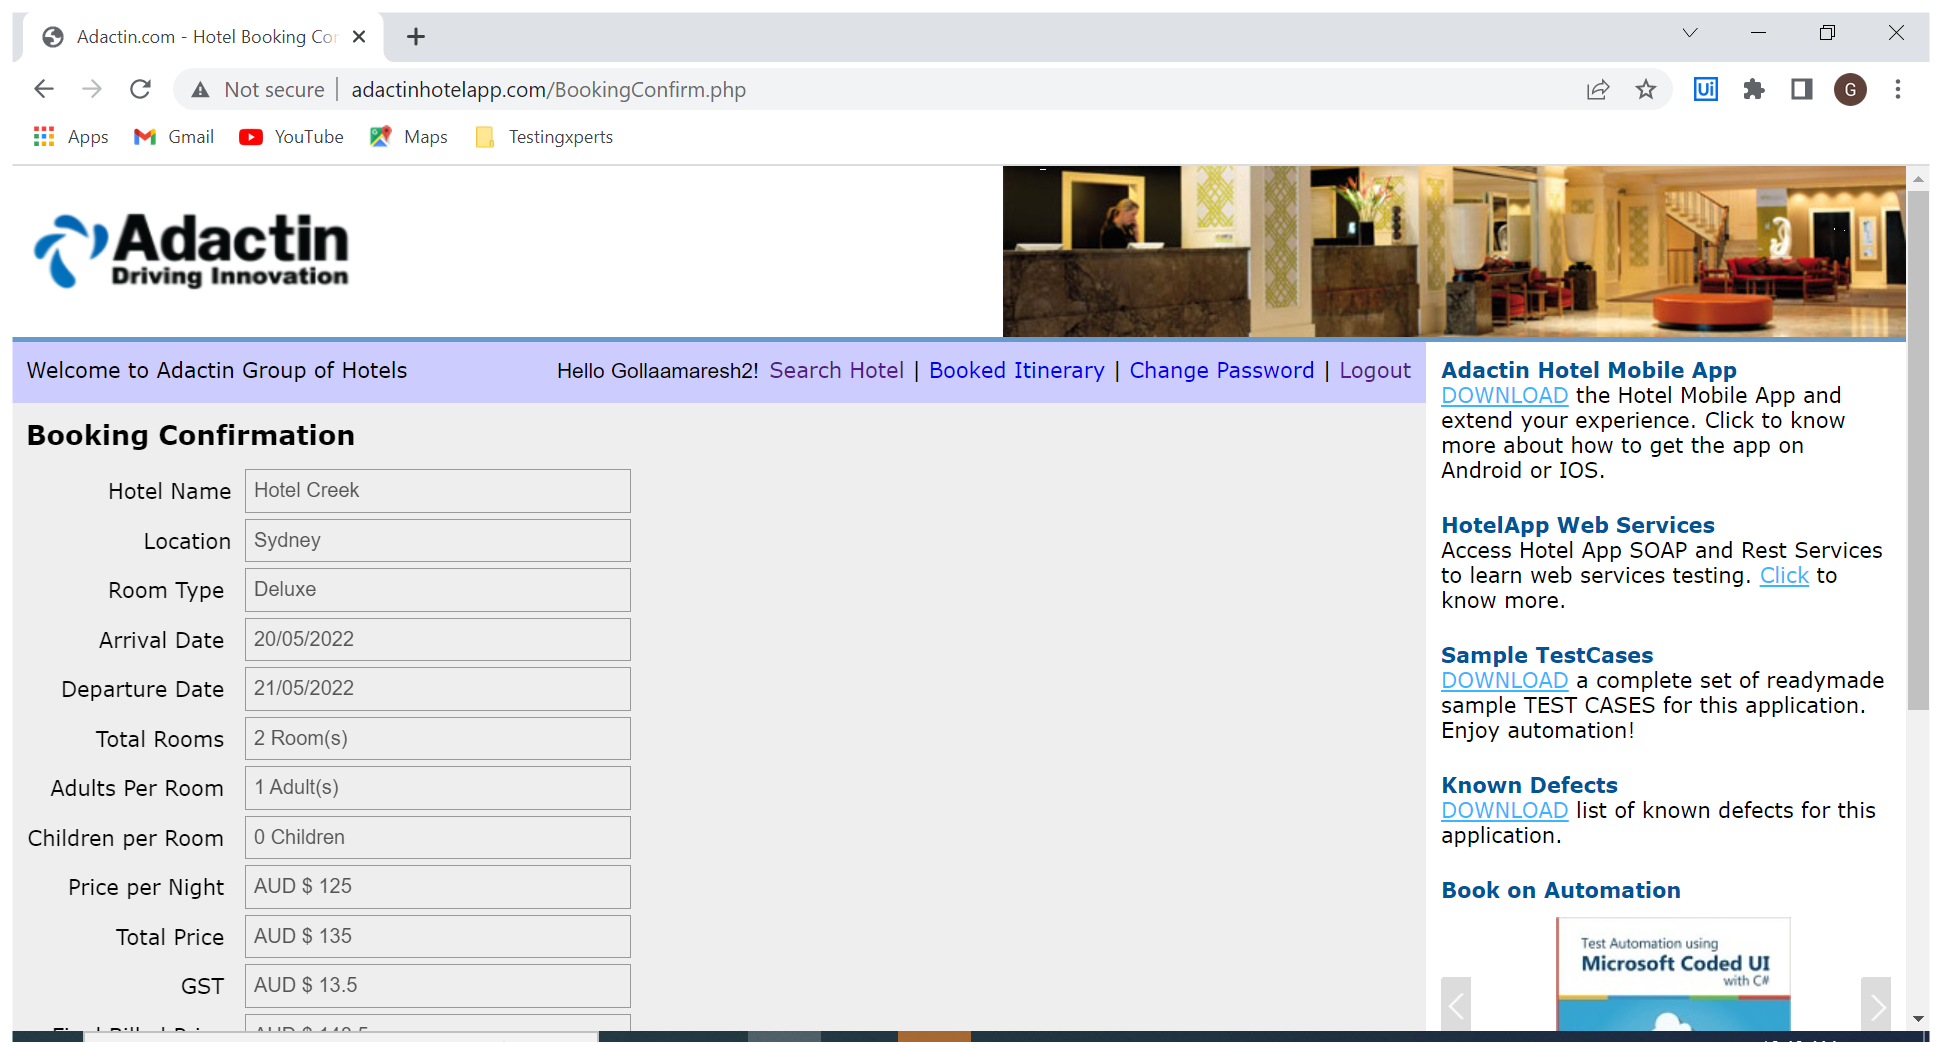 Adactin.com - Hotel Booking Cor
Not secure | adactinhotelapp.com/BookingConfirm.php
Ui
G
Apps Gmail YouTube Maps Testingxperts
Adactin
Driving Innovation
Welcome to Adactin Group of Hotels
Hello Gollaamaresh2! Search Hotel | Booked Itinerary | Change Password | Logout
Booking Confirmation
Hotel Name Hotel Creek
Location Sydney
Room Type Deluxe
Arrival Date 20/05/2022
Departure Date 21/05/2022
Total Rooms 2 Room(s)
Adults Per Room 1 Adult(s)
Children per Room 0 Children
Price per Night AUD $ 125
Total Price AUD $ 135
GST AUD $ 13.5
Adactin Hotel Mobile App
DOWNLOAD the Hotel Mobile App and
extend your experience. Click to know
more about how to get the app on
Android or IOS.
HotelApp Web Services
Access Hotel App SOAP and Rest Services
to learn web services testing. Click to
know more.
Sample TestCases
DOWNLOAD a complete set of readymade
sample TEST CASES for this application.
Enjoy automation!
Known Defects
DOWNLOAD list of known defects for this
application.
Book on Automation
Test Automation using
Microsoft Coded UI
with C#